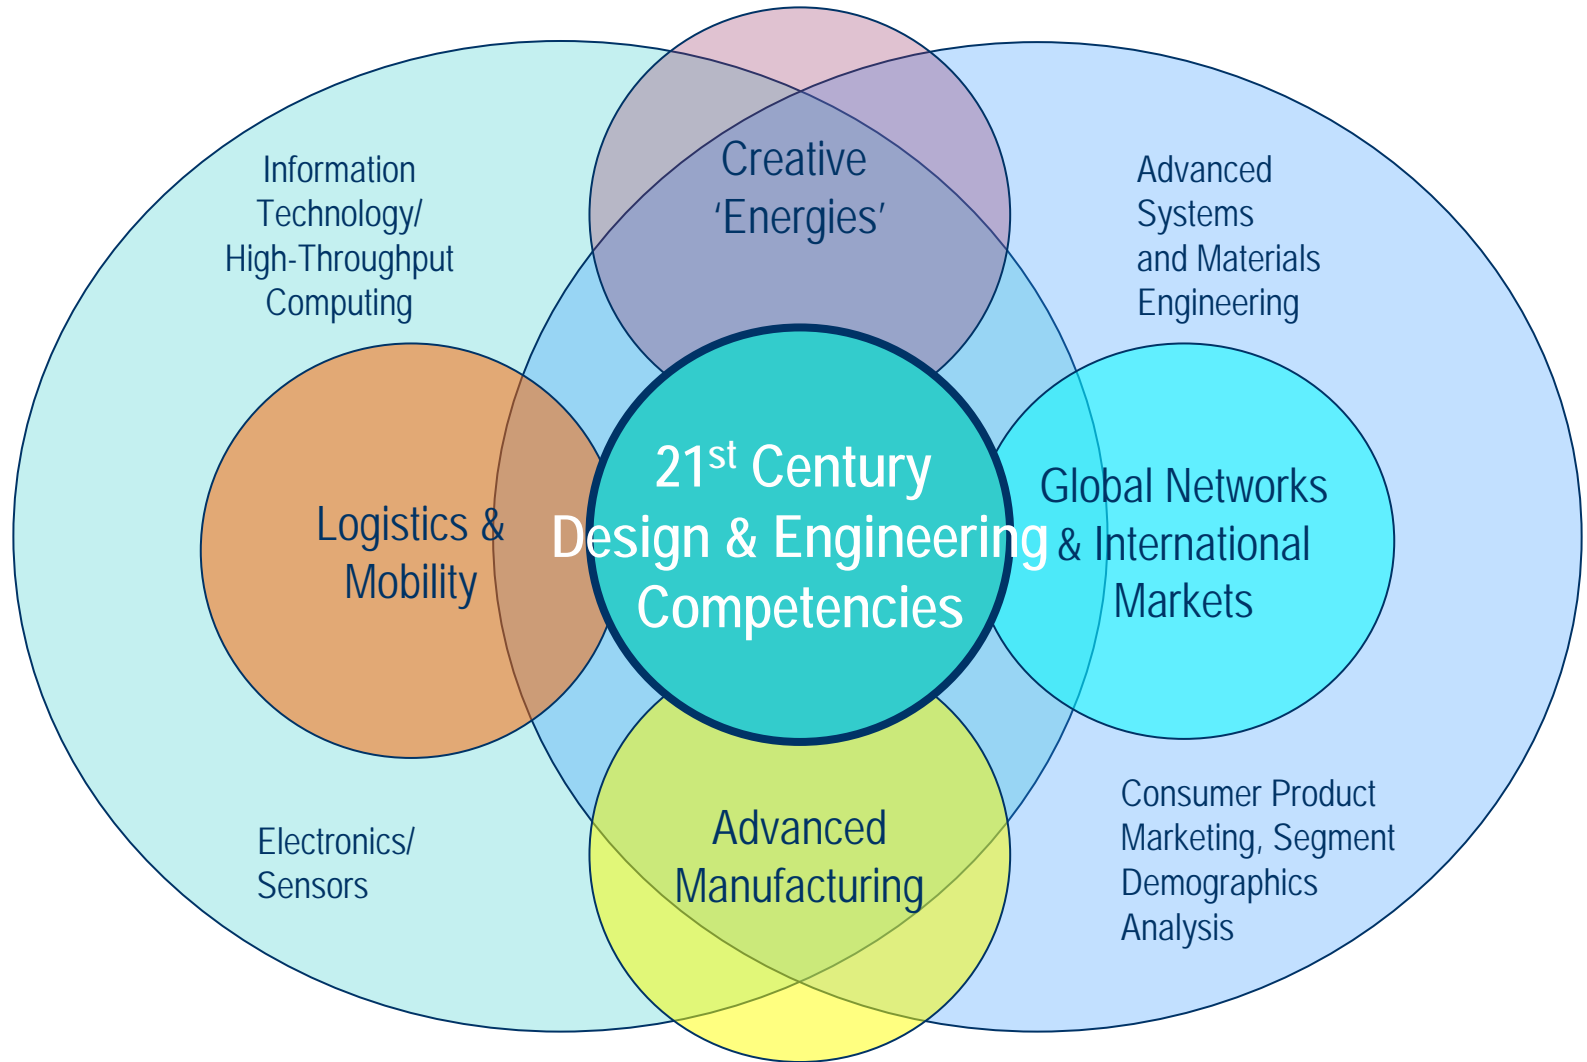 Creative
‘Energies’
Information
Technology/
High-Throughput
Computing
Advanced
Systems
and Materials
Engineering
Logistics &
Mobility
21st Century
Design & Engineering
Competencies
Global Networks
& International
Markets
Electronics/
Sensors
Advanced
Manufacturing
Consumer Product
Marketing, Segment
Demographics
Analysis